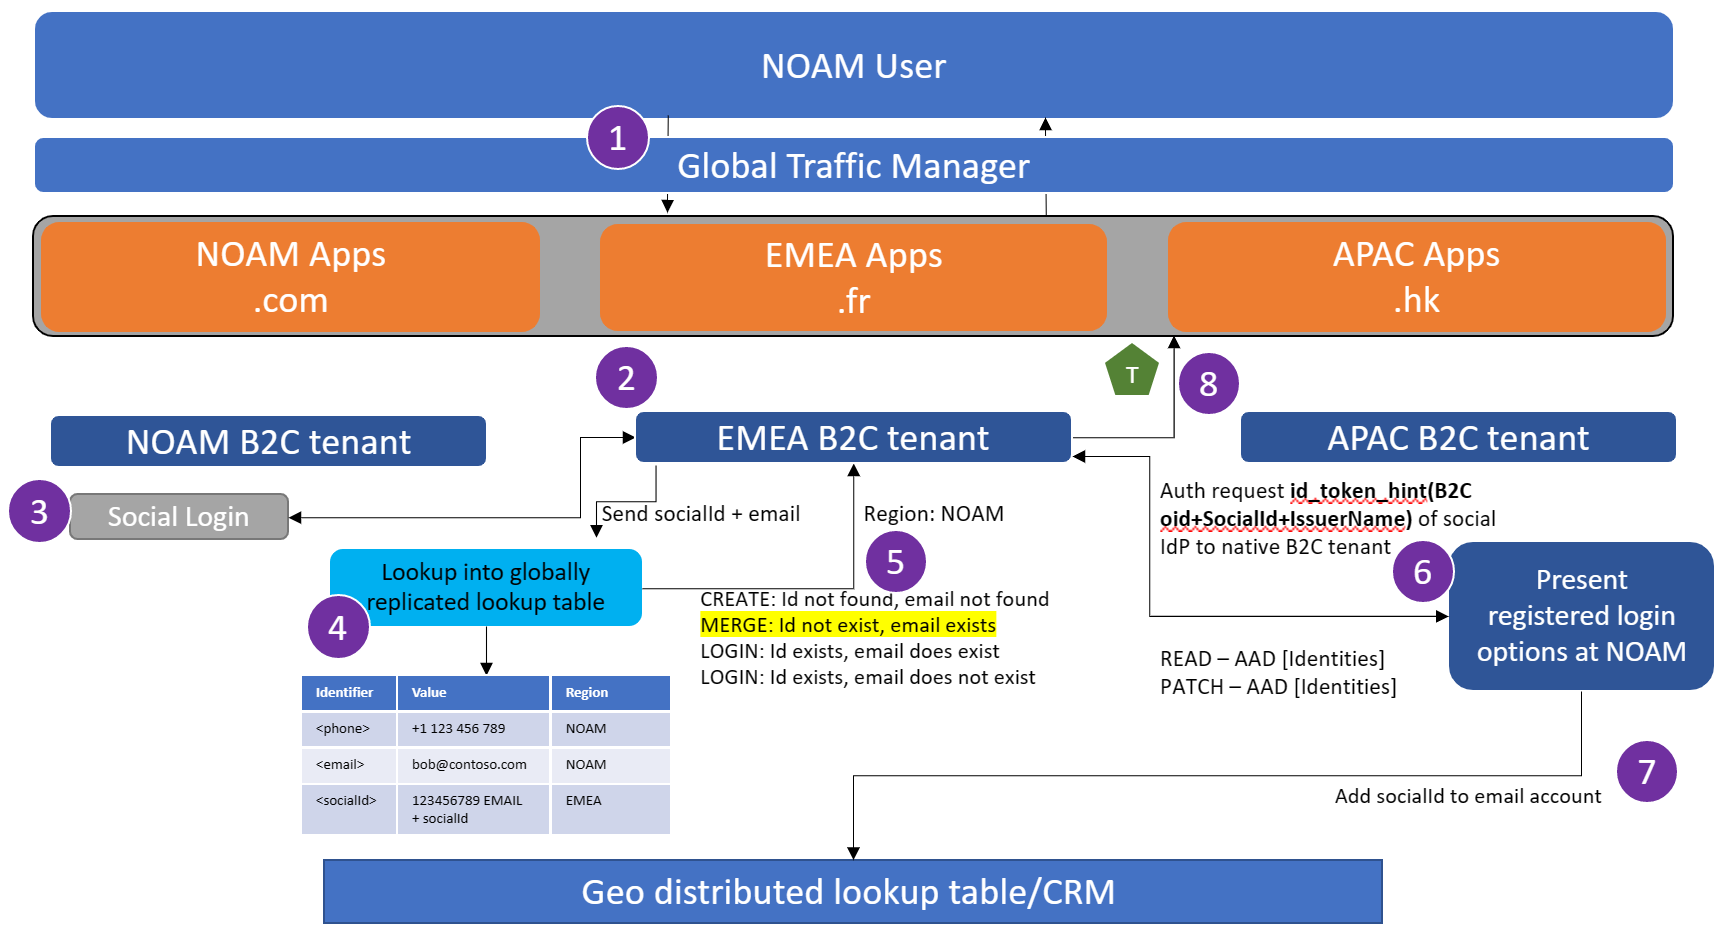 NOAM User
1
Global Traffic Manager
NOAM Apps
.com
EMEA Apps
.fr
APAC Apps
.hk
2
T
8
NOAM B2C tenant
EMEA B2C tenant
APAC B2C tenant
3
Social Login
Send socialId + email
Region: NOAM
Auth request id_token_hint(B2C
oid+SocialId+IssuerName) of social
IdP to native B2C tenant
Lookup into globally
replicated lookup table
4
5
6
Present
registered login
options at NOAM
CREATE: Id not found, email not found
MERGE: Id not exist, email exists
LOGIN: Id exists, email does exist
LOGIN: Id exists, email does not exist
READ – AAD [Identities]
PATCH – AAD [Identities]
Identifier Value Region
<phone> +1 123 456 789 NOAM
<email> bob@contoso.com NOAM
<socialId> 123456789 EMAIL EMEA
+ socialId
7
Add socialId to email account
Geo distributed lookup table/CRM